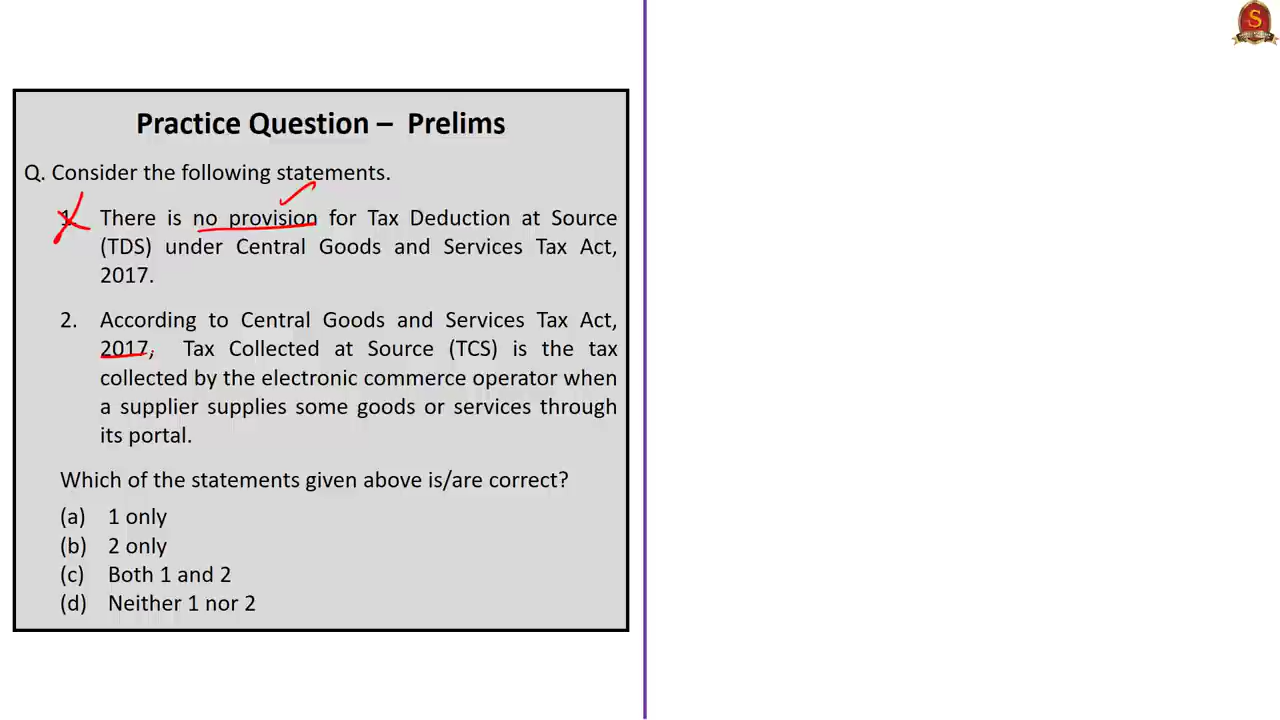 S
Practice Question – Prelims
Q. Consider the following statements.
1. There is no provision for Tax Deduction at Source
(TDS) under Central Goods and Services Tax Act,
2017.
2. According to Central Goods and Services Tax Act,
2017, Tax Collected at Source (TCS) is the tax
collected by the electronic commerce operator when
a supplier supplies some goods or services through
its portal.
Which of the statements given above is/are correct?
(a) 1 only
(b) 2 only
(c) Both 1 and 2
(d) Neither 1 nor 2